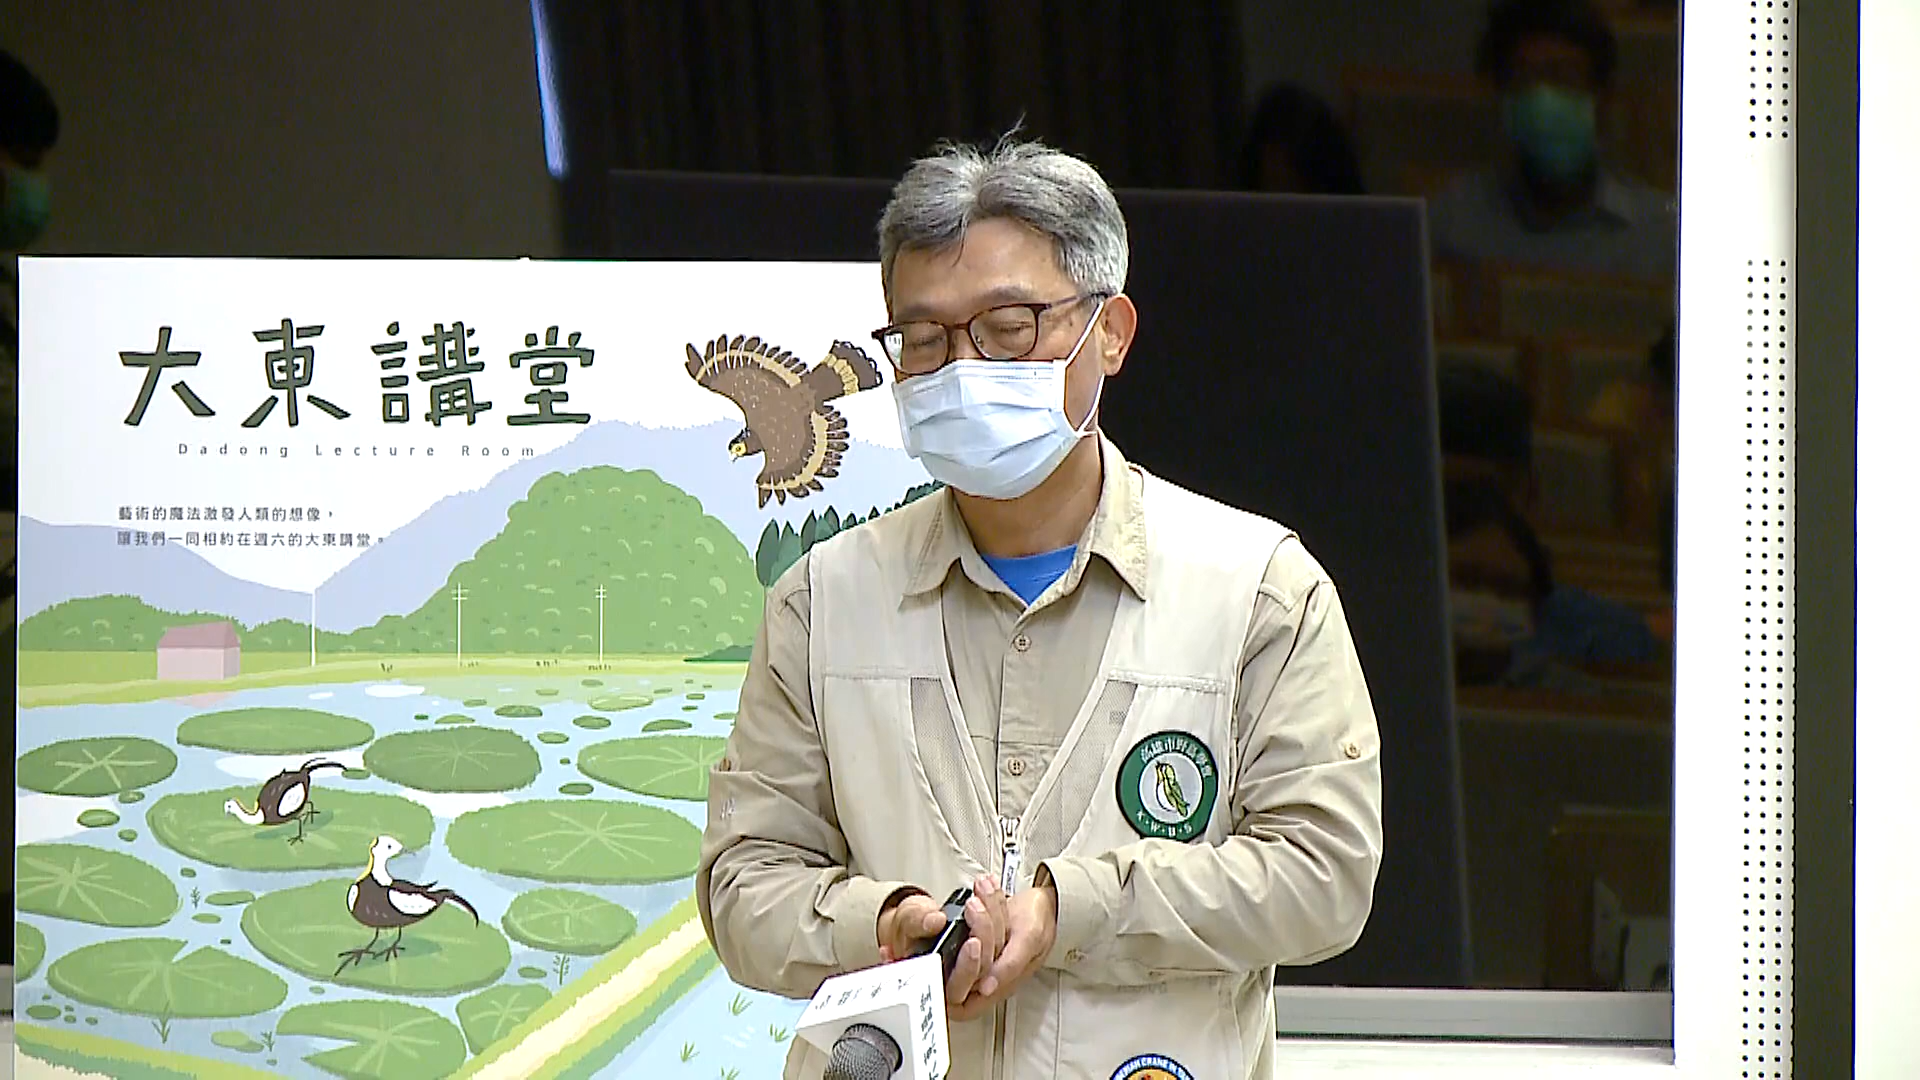 大東講堂
Dadong Lecture Room
藝術的魔法激發人類的想像，
讓我們一同相約在週六的大東講堂。
高雄市野鳥學會
K·W·B·S